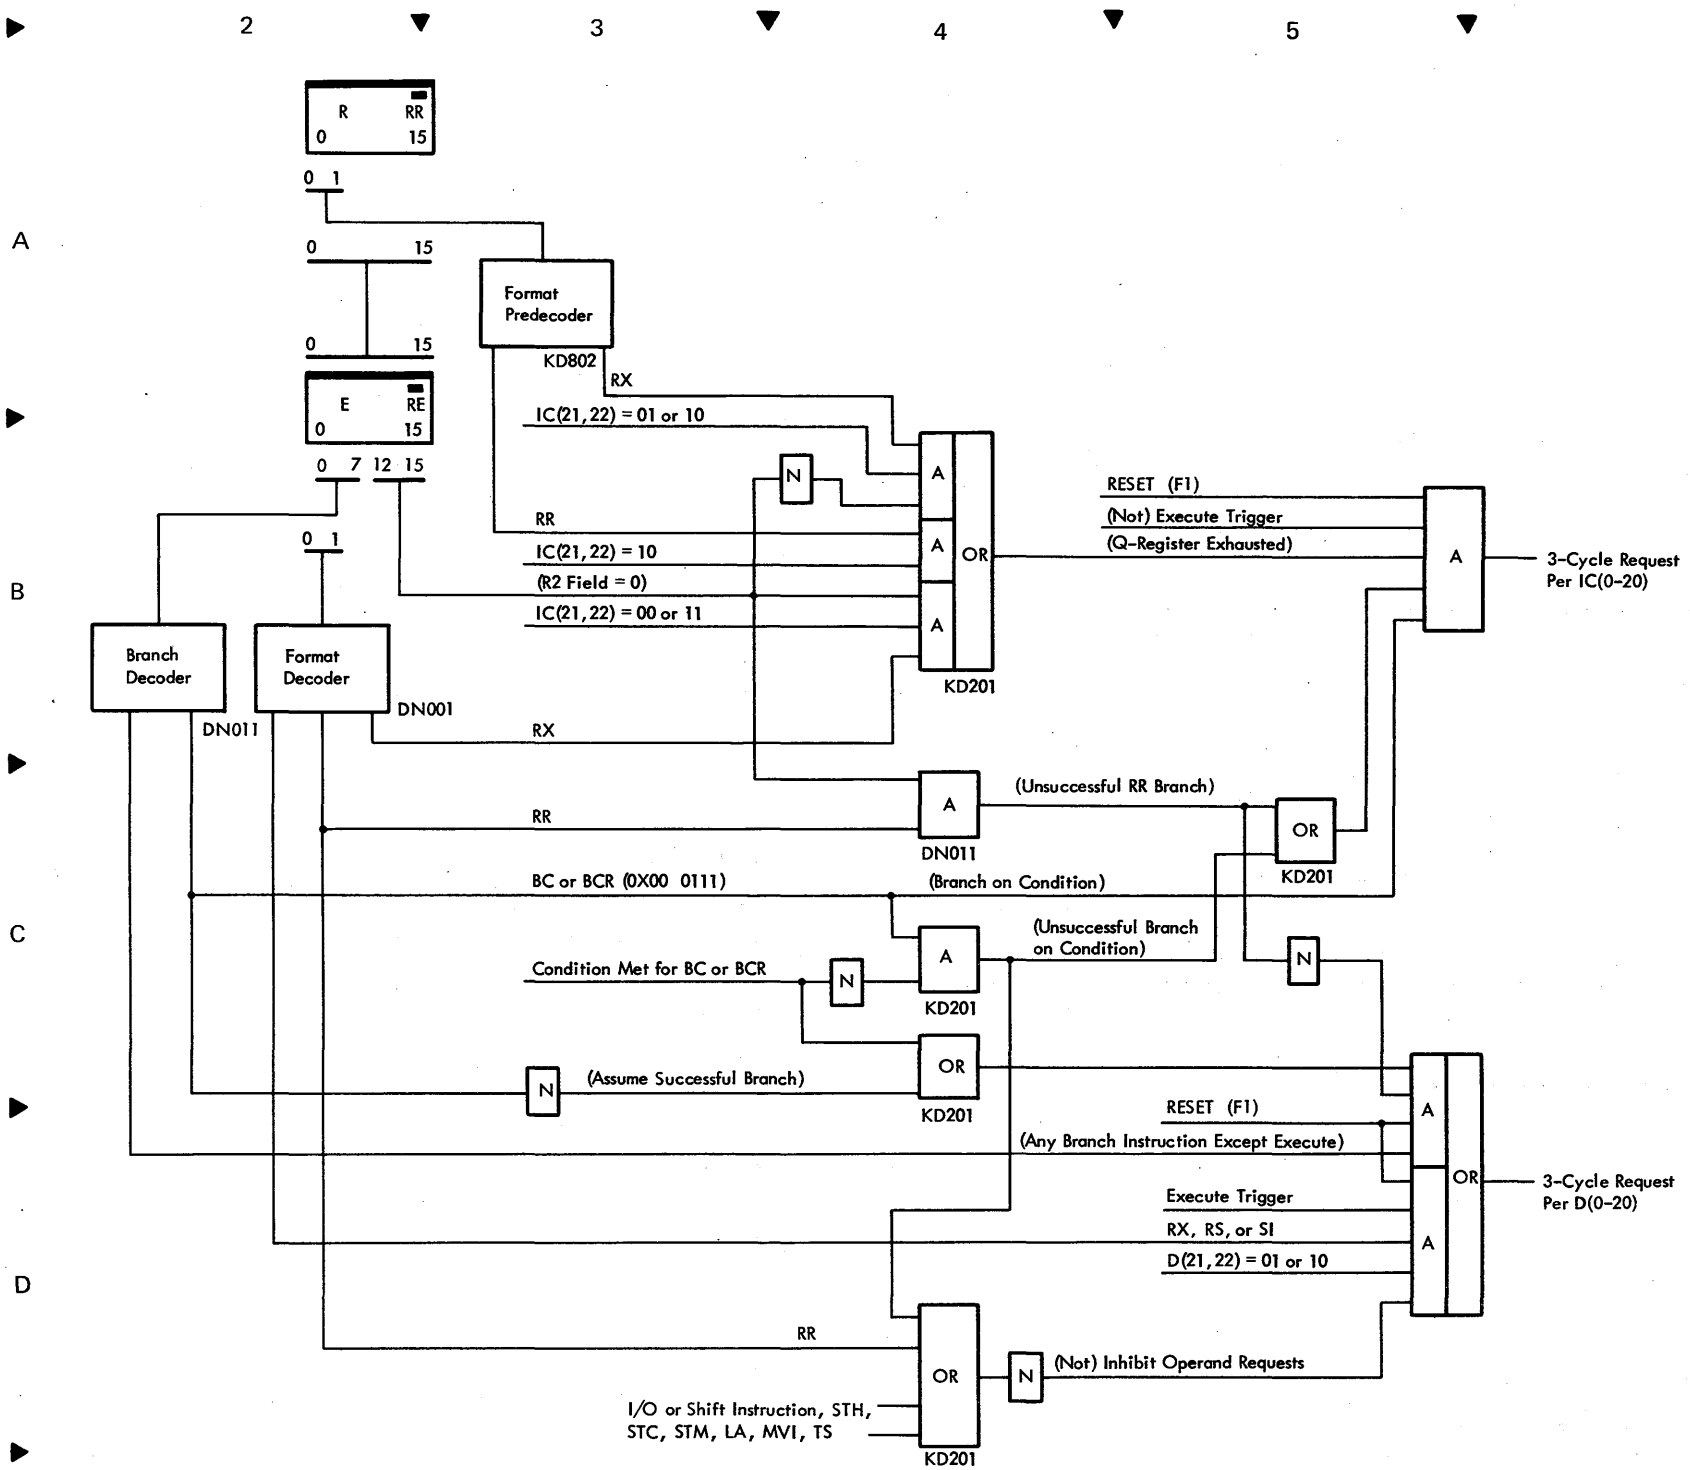 2 3 4 5
R RR
0 15
0 1
A
0 15
Format
Predecoder
0 15
KD802
RX
E RE
0 15
IC(21,22) = 01 or 10
0 7 12 15
N
A
RESET (F1)
RR
(Not) Execute Trigger
0 1
IC(21,22) = 10
A
OR
(Q-Register Exhausted)
A
3-Cycle Request
Per IC(0-20)
B
(R2 Field = 0)
IC(21,22) = 00 or 11
A
Branch
Decoder
Format
Decoder
KD201
DN011
DN001
RX
(Unsuccessful RR Branch)
A
RR
OR
DN011
KD201
BC or BCR (0X00 0111)
(Branch on Condition)
C
(Unsuccessful Branch
on Condition)
A
N
Condition Met for BC or BCR
N
KD201
OR
N
(Assume Successful Branch)
KD201
RESET (F1)
A
(Any Branch Instruction Except Execute)
OR
3-Cycle Request
Per D(0-20)
Execute Trigger
RX, RS, or SI
A
D(21,22) = 01 or 10
D
RR
(Not) Inhibit Operand Requests
OR
N
I/O or Shift Instruction, STH,
STC, STM, LA, MVI, TS
KD201